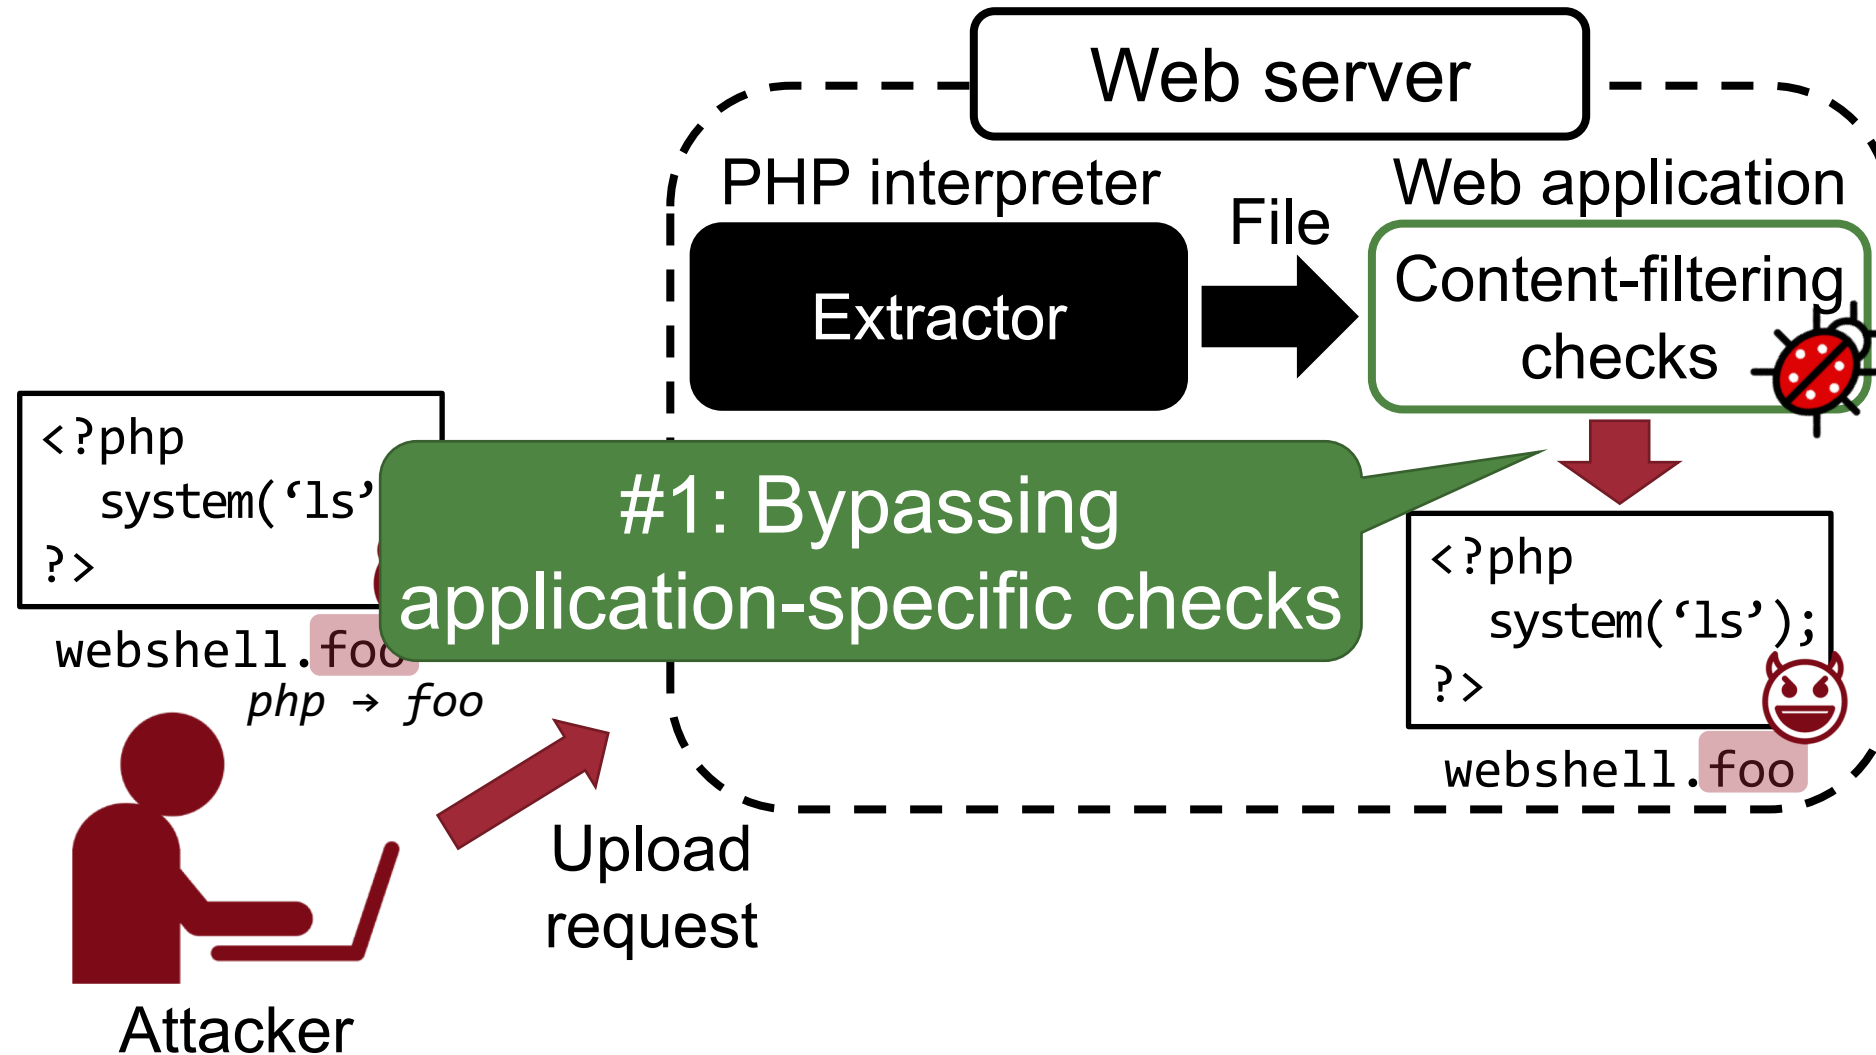 Web server
PHP interpreter
Extractor
File
Web application
Content-filtering
checks
<?php
system(‘ls’
?>
webshell.foo
php → foo
#1: Bypassing
application-specific checks
<?php
system(‘ls’);
?>
webshell.foo
Upload
request
Attacker